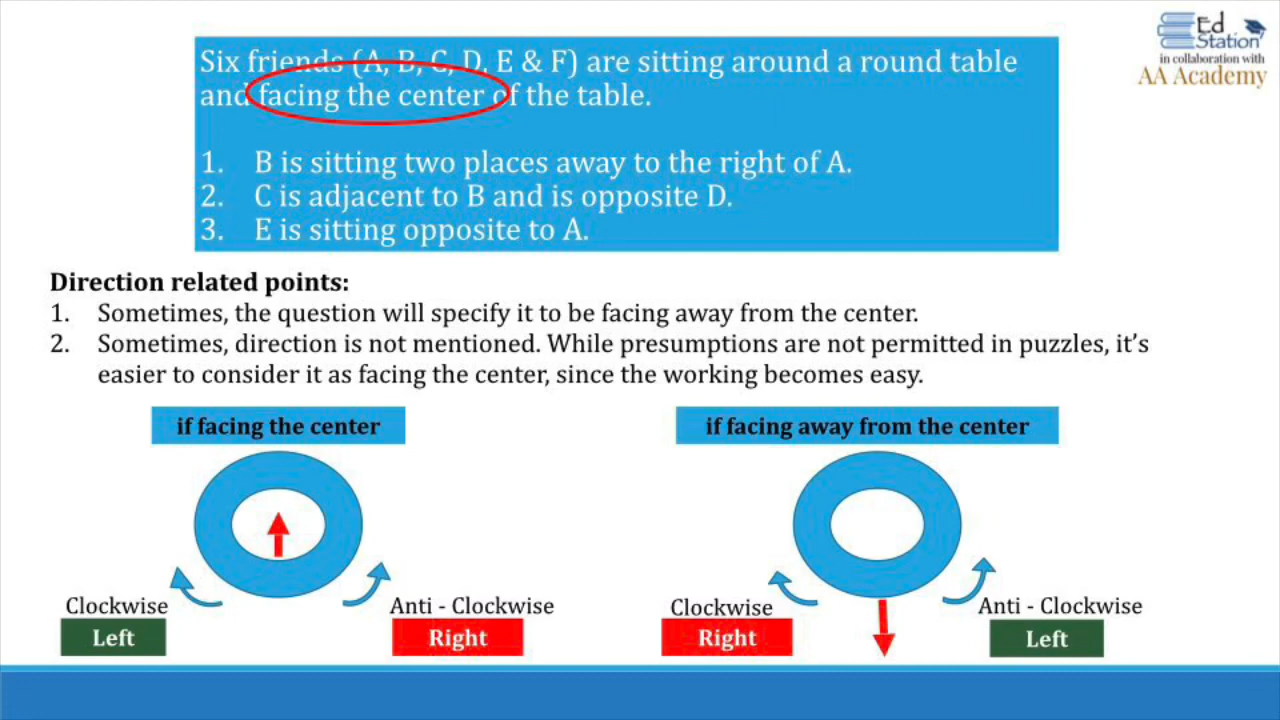 Ed
Station
in collaboration with
AA Academy
Six friends (A, B, C, D, E & F) are sitting around a round table
and facing the center of the table.
1. B is sitting two places away to the right of A.
2. C is adjacent to B and is opposite D.
3. E is sitting opposite to A.
Direction related points:
1. Sometimes, the question will specify it to be facing away from the center.
2. Sometimes, direction is not mentioned. While presumptions are not permitted in puzzles, it’s
easier to consider it as facing the center, since the working becomes easy.
if facing the center
if facing away from the center
Clockwise
Left
Anti - Clockwise
Right
Clockwise
Right
Anti - Clockwise
Left